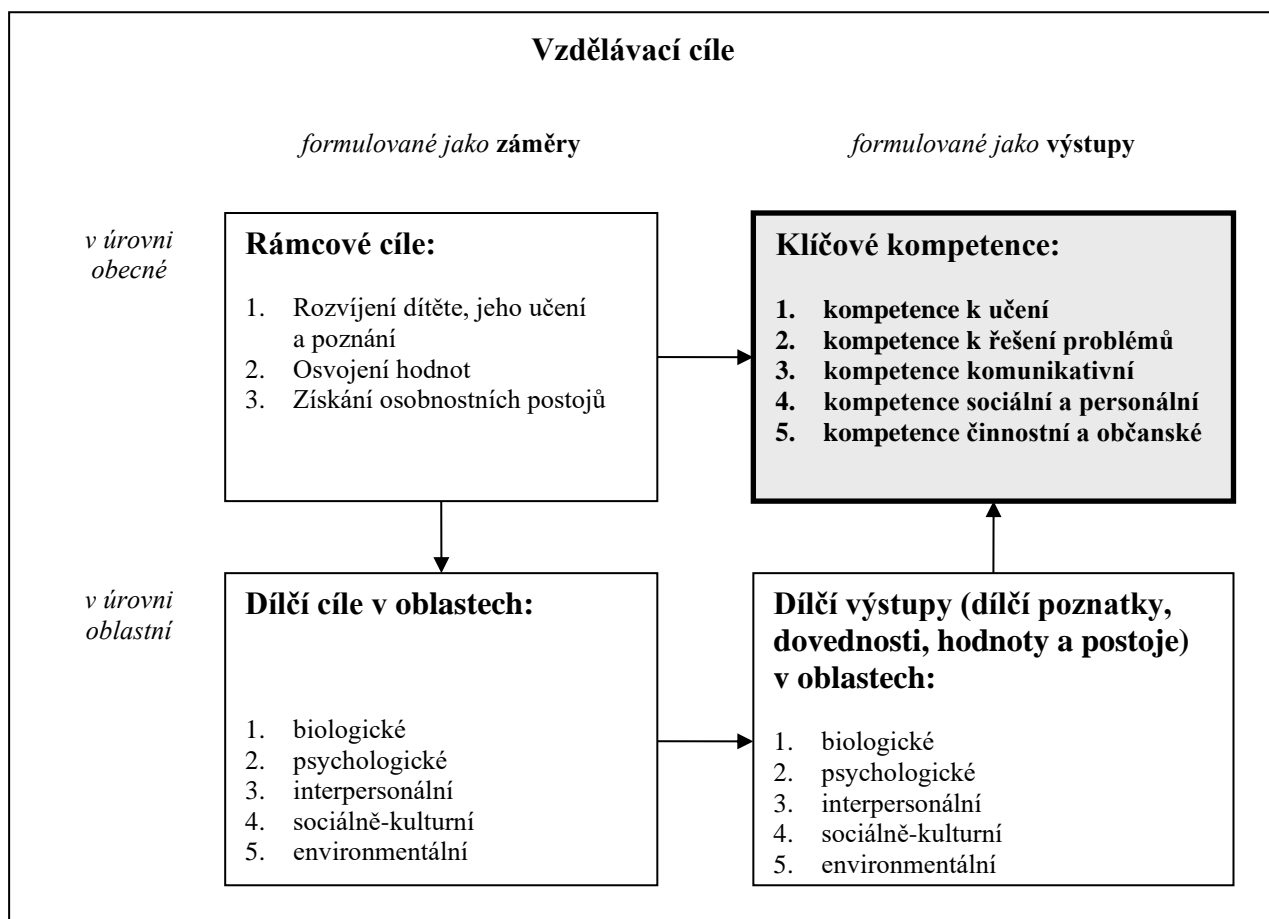 Vzdělávací cíle
formulované jako záměry
formulované jako výstupy
v úrovni
obecné
Rámcové cíle:
1. Rozvíjení dítěte, jeho učení
a poznání
2. Osvojení hodnot
3. Získání osobnostních postojů
Klíčové kompetence:
1. kompetence k učení
2. kompetence k řešení problémů
3. kompetence komunikativní
4. kompetence sociální a personální
5. kompetence činnostní a občanské
v úrovni
oblastní
Dílčí cíle v oblastech:
1. biologické
2. psychologické
3. interpersonální
4. sociálně-kulturní
5. environmentální
Dílčí výstupy (dílčí poznatky,
dovednosti, hodnoty a postoje)
v oblastech:
1. biologické
2. psychologické
3. interpersonální
4. sociálně-kulturní
5. environmentální